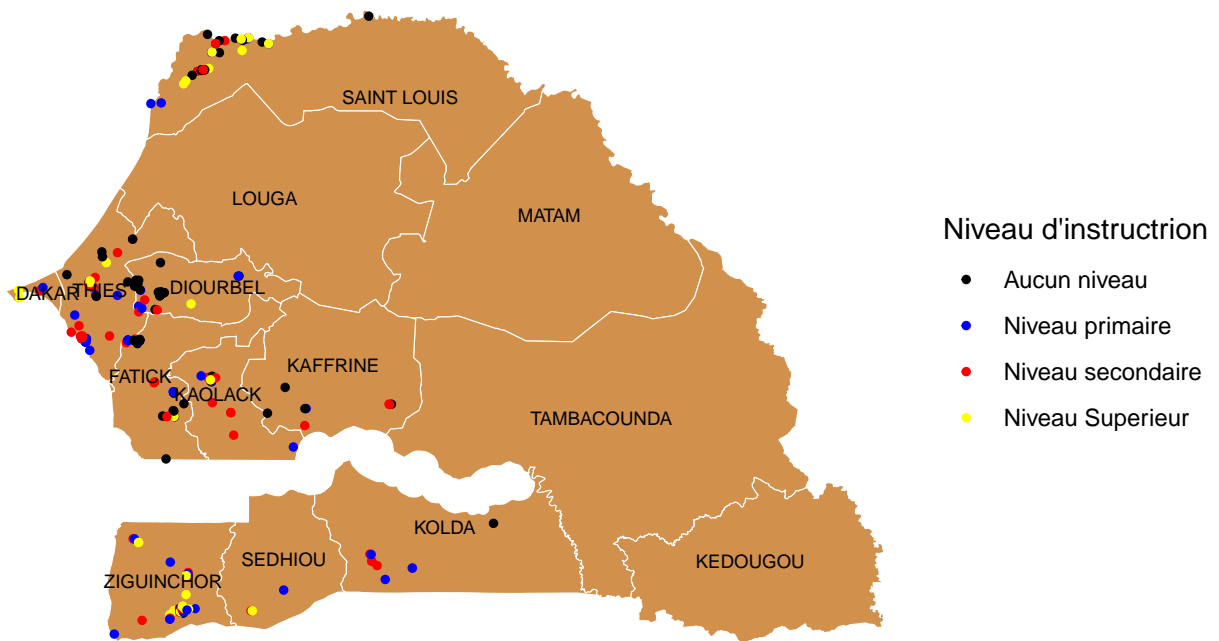 SAINT LOUIS
LOUGA
MATAM
DAKAR
THIES
DIOURBEL
FATICK
KAOLACK
KAFFRINE
TAMBACOUNDA
KOLDA
SEDHIOU
ZIGUINCHOR
KEDOUGOU
Niveau d'instructrion
Aucun niveau
Niveau primaire
Niveau secondaire
Niveau Superieur